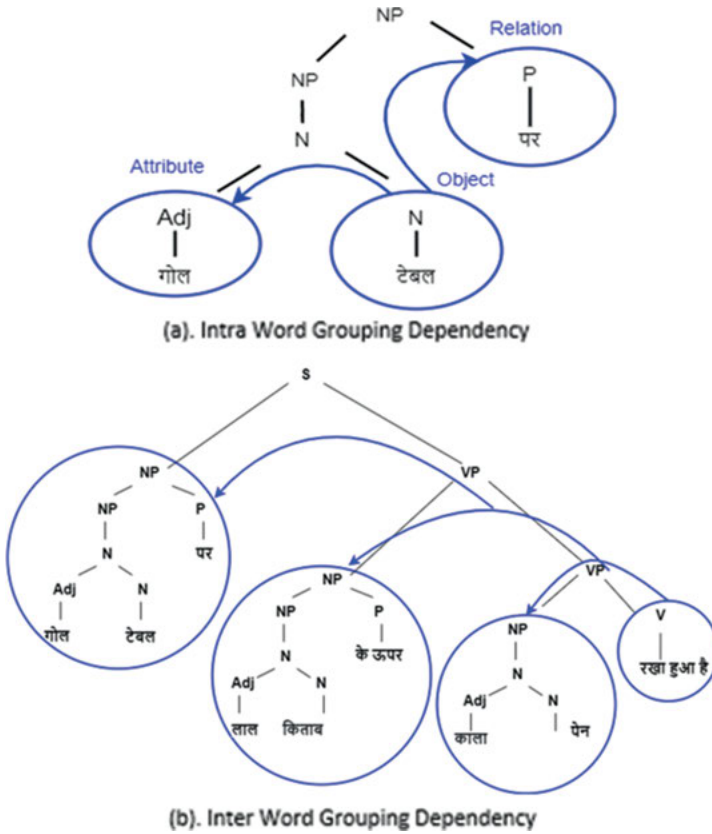 NP
Relation
NP
P
पर
N
Attribute
Object
Adj
N
गोल
टेबल
(a). Intra Word Grouping Dependency
S
NP
VP
NP
P
पर
N
VP
NP
Adj
N
NP
P
V
गोल
टेबल
के ऊपर
NP
रखा हुआ है
N
N
Adj
N
Adj
N
लाल
किताब
काला
पेन
(b). Inter Word Grouping Dependency